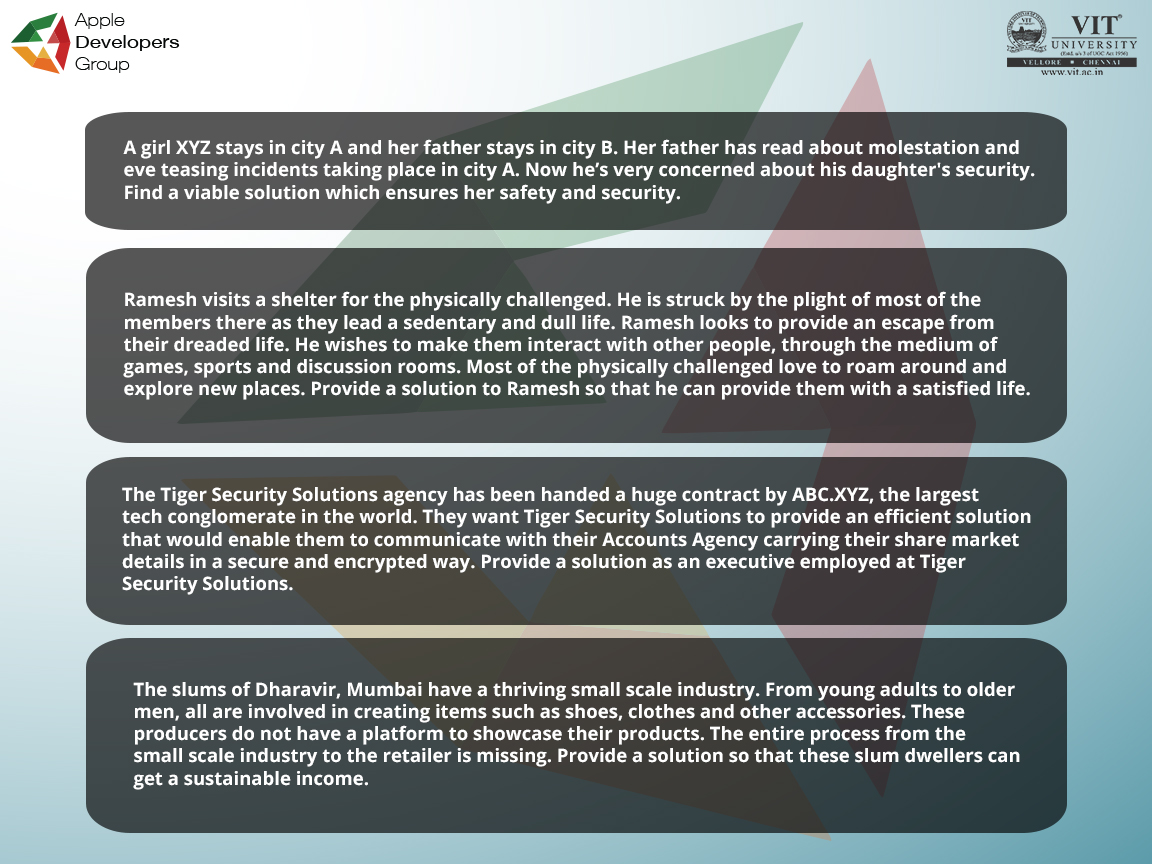 Apple
Developers
Group
VIT®
UNIVERSITY
(Estd. u/s 3 of UGC Act 1956)
VELLORE CHENNAI
www.vit.ac.in
A girl XYZ stays in city A and her father stays in city B. Her father has read about molestation and
eve teasing incidents taking place in city A. Now he’s very concerned about his daughter's security.
Find a viable solution which ensures her safety and security.
Ramesh visits a shelter for the physically challenged. He is struck by the plight of most of the
members there as they lead a sedentary and dull life. Ramesh looks to provide an escape from
their dreaded life. He wishes to make them interact with other people, through the medium of
games, sports and discussion rooms. Most of the physically challenged love to roam around and
explore new places. Provide a solution to Ramesh so that he can provide them with a satisfied life.
The Tiger Security Solutions agency has been handed a huge contract by ABC.XYZ, the largest
tech conglomerate in the world. They want Tiger Security Solutions to provide an efficient solution
that would enable them to communicate with their Accounts Agency carrying their share market
details in a secure and encrypted way. Provide a solution as an executive employed at Tiger
Security Solutions.
The slums of Dharavir, Mumbai have a thriving small scale industry. From young adults to older
men, all are involved in creating items such as shoes, clothes and other accessories. These
producers do not have a platform to showcase their products. The entire process from the
small scale industry to the retailer is missing. Provide a solution so that these slum dwellers can
get a sustainable income.